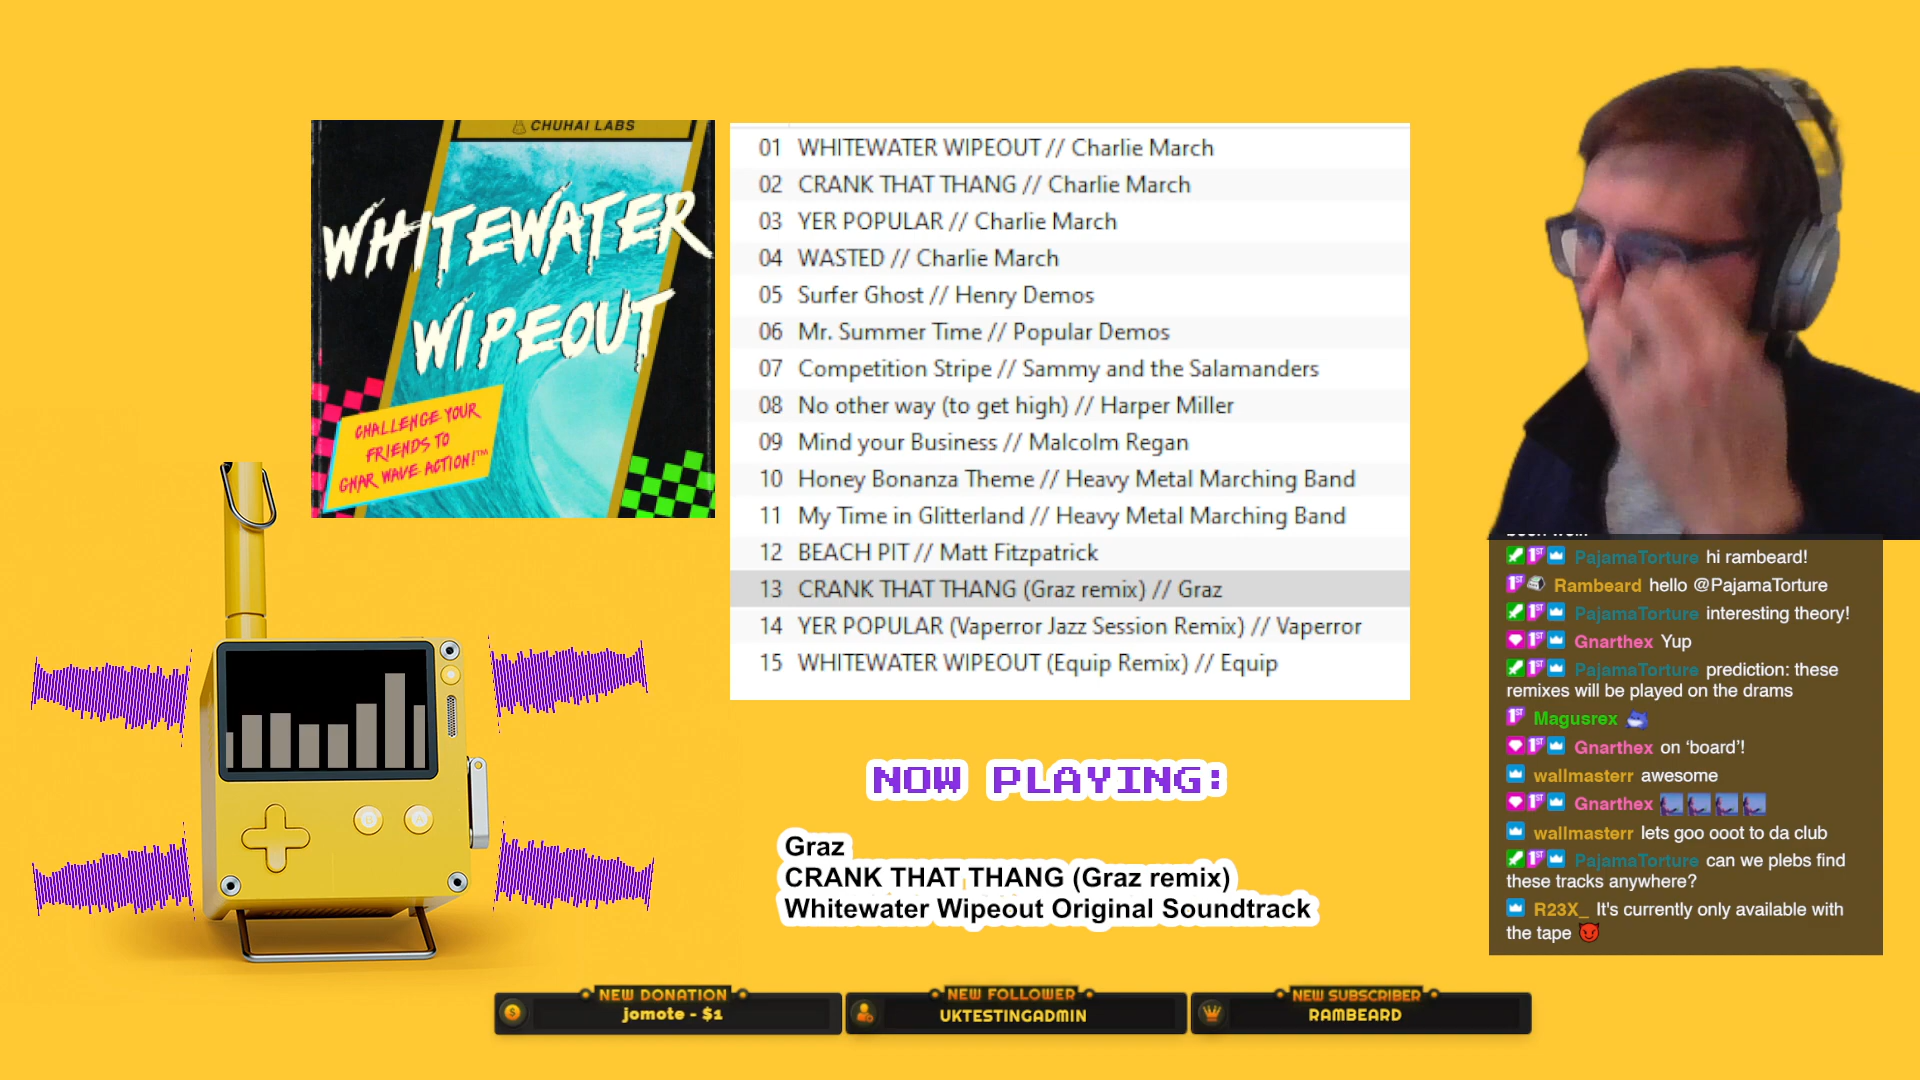 CHUHAI LABS
WHITEWATER
WIPEOUT
CHALLENGE YOUR
FRIENDS TO
GNAR WAVE ACTION!™
01 WHITEWATER WIPEOUT // Charlie March
02 CRANK THAT THANG // Charlie March
03 YER POPULAR // Charlie March
04 WASTED // Charlie March
05 Surfer Ghost // Henry Demos
06 Mr. Summer Time // Popular Demos
07 Competition Stripe // Sammy and the Salamanders
08 No other way (to get high) // Harper Miller
09 Mind your Business // Malcolm Regan
10 Honey Bonanza Theme // Heavy Metal Marching Band
11 My Time in Glitterland // Heavy Metal Marching Band
12 BEACH PIT // Matt Fitzpatrick
13 CRANK THAT THANG (Graz remix) // Graz
14 YER POPULAR (Vaperror Jazz Session Remix) // Vaperror
15 WHITEWATER WIPEOUT (Equip Remix) // Equip
B A
NOW PLAYING:
Graz
CRANK THAT THANG (Graz remix)
Whitewater Wipeout Original Soundtrack
1ST PajamaTorture hi rambeard!
1ST Rambeard hello @PajamaTorture
1ST PajamaTorture interesting theory!
1ST Gnarthex Yup
1ST PajamaTorture prediction: these
remixes will be played on the drams
1ST Magusrex
1ST Gnarthex on ‘board’!
wallmasterr awesome
1ST Gnarthex
wallmasterr lets goo ooot to da club
1ST PajamaTorture can we plebs find
these tracks anywhere?
R23X_ It's currently only available with
the tape
NEW DONATION
jomote - $1
NEW FOLLOWER
UKTESTINGADMIN
NEW SUBSCRIBER
RAMBEARD